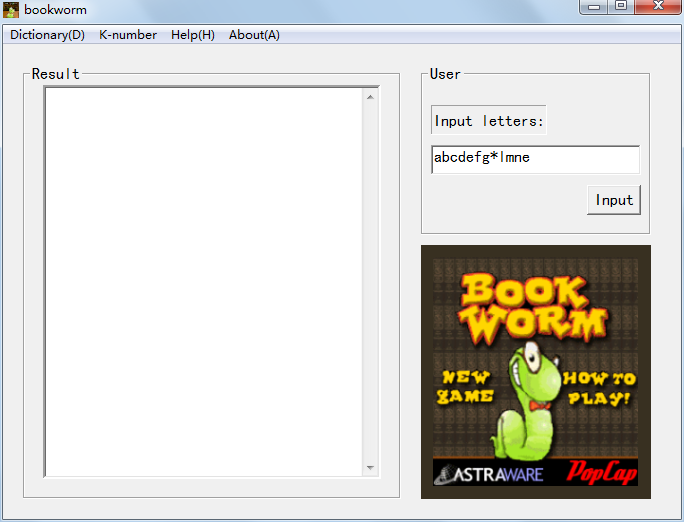 bookworm
Dictionary(D) K-number Help(H) About(A)
Result
User
Input letters:
abcdefg*lmne
Input
BOOK
WORM
NEW
GAME
HOW TO
PLAY!
ASTRAWARE
PopCap